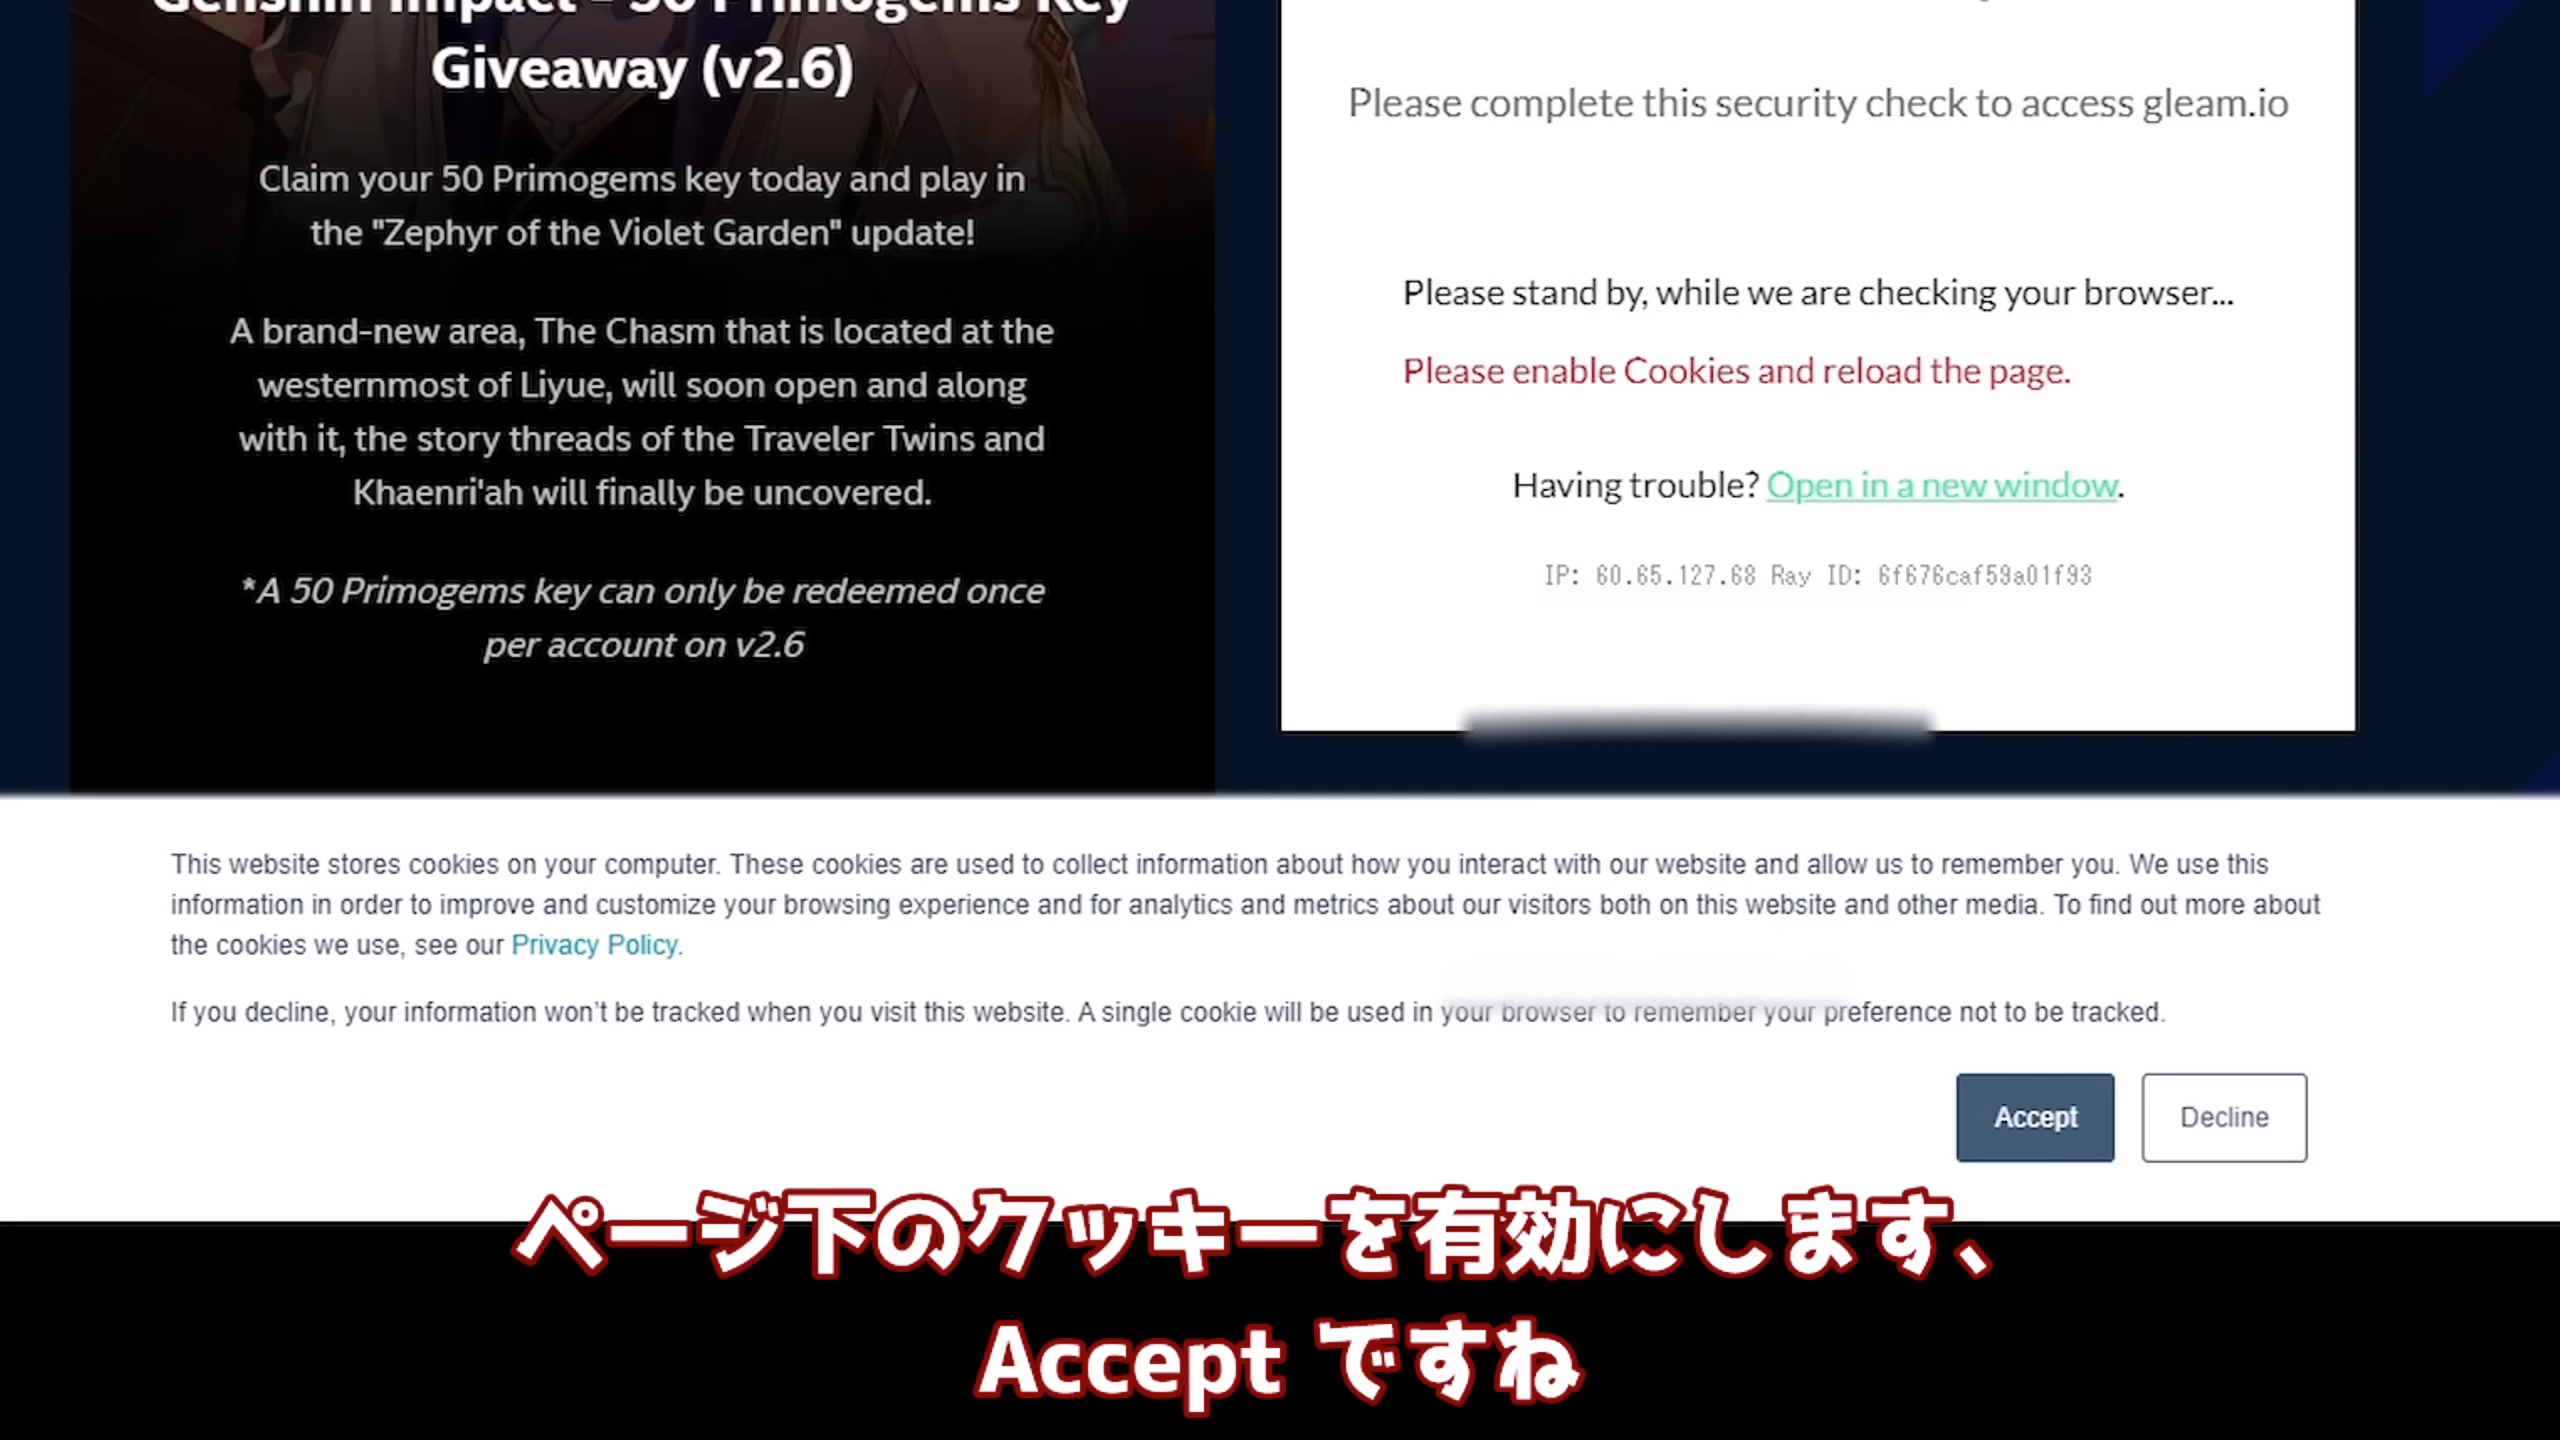 Genshin Impact - 50 Primogems Key
Giveaway (v2.6)
Claim your 50 Primogems key today and play in
the "Zephyr of the Violet Garden" update!
A brand-new area, The Chasm that is located at the
westernmost of Liyue, will soon open and along
with it, the story threads of the Traveler Twins and
Khaenri'ah will finally be uncovered.
*A 50 Primogems key can only be redeemed once
per account on v2.6
Please complete this security check to access gleam.io
Please stand by, while we are checking your browser...
Please enable Cookies and reload the page.
Having trouble? Open in a new window.
IP: 60.65.127.68 Ray ID: 6f676caf59a01f93
This website stores cookies on your computer. These cookies are used to collect information about how you interact with our website and allow us to remember you. We use this
information in order to improve and customize your browsing experience and for analytics and metrics about our visitors both on this website and other media. To find out more about
the cookies we use, see our Privacy Policy.
If you decline, your information won't be tracked when you visit this website. A single cookie will be used in your browser to remember your preference not to be tracked.
Accept
Decline
ページ下のクッキーを有効にします、
Accept ですね